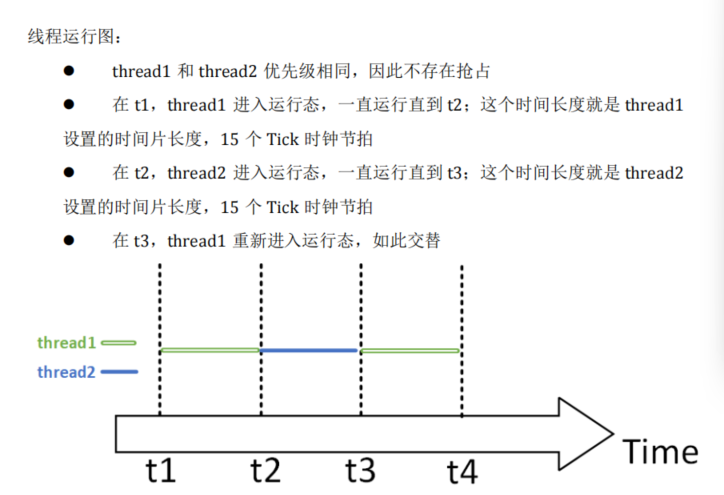 线程运行图：
● thread1 和 thread2 优先级相同，因此不存在抢占
● 在 t1，thread1 进入运行态，一直运行直到 t2；这个时间长度就是 thread1
设置的时间片长度，15 个 Tick 时钟节拍
● 在 t2，thread2 进入运行态，一直运行直到 t3；这个时间长度就是 thread2
设置的时间片长度，15 个 Tick 时钟节拍
● 在 t3，thread1 重新进入运行态，如此交替
thread1
thread2
t1 t2 t3 t4 Time